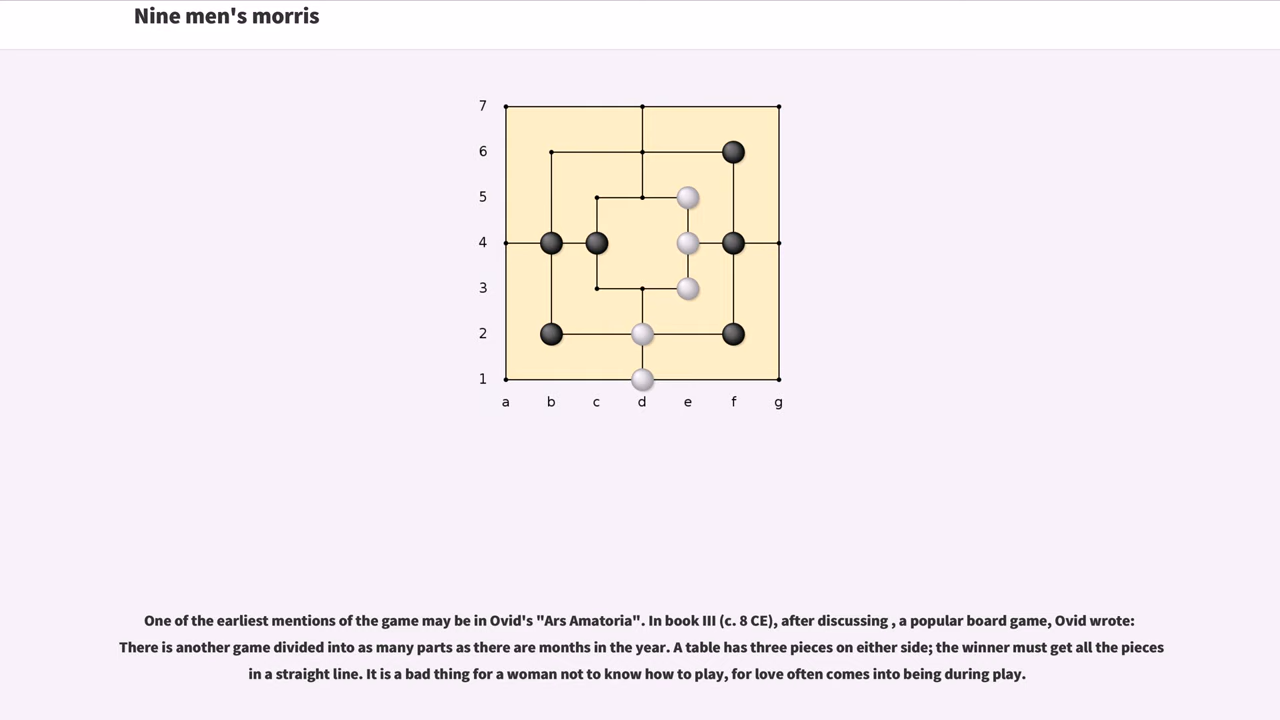 Nine men's morris
7
6
5
4
3
2
1
a b c d e f g
One of the earliest mentions of the game may be in Ovid's "Ars Amatoria". In book III (c. 8 CE), after discussing , a popular board game, Ovid wrote:
There is another game divided into as many parts as there are months in the year. A table has three pieces on either side; the winner must get all the pieces
in a straight line. It is a bad thing for a woman not to know how to play, for love often comes into being during play.